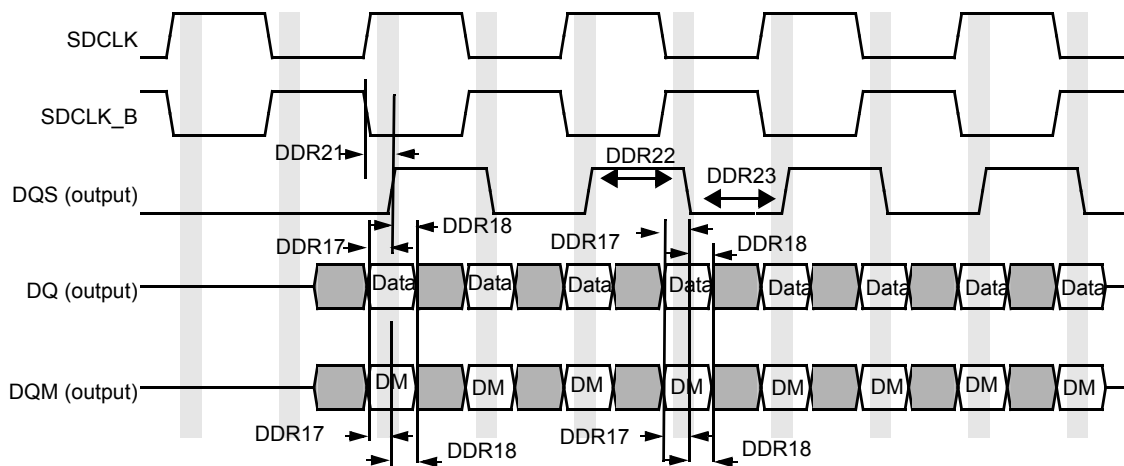 SDCLK
SDCLK_B
DDR21
DDR22
DQS (output)
DDR23
DDR18
DDR17
DDR17
DDR18
DQ (output)
Data
Data
Data
Data
Data
Data
Data
Data
DQM (output)
DM
DM
DM
DM
DM
DM
DM
DM
DDR17
DDR17
DDR18
DDR18